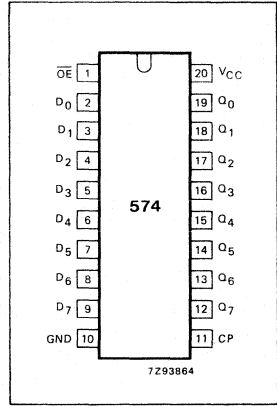 OE 1 20 VCC
D0 2 19 Q0
D1 3 18 Q1
D2 4 17 Q2
D3 5 16 Q3
574
D4 6 15 Q4
D5 7 14 Q5
D6 8 13 Q6
D7 9 12 Q7
GND 10 11 CP
7Z93864